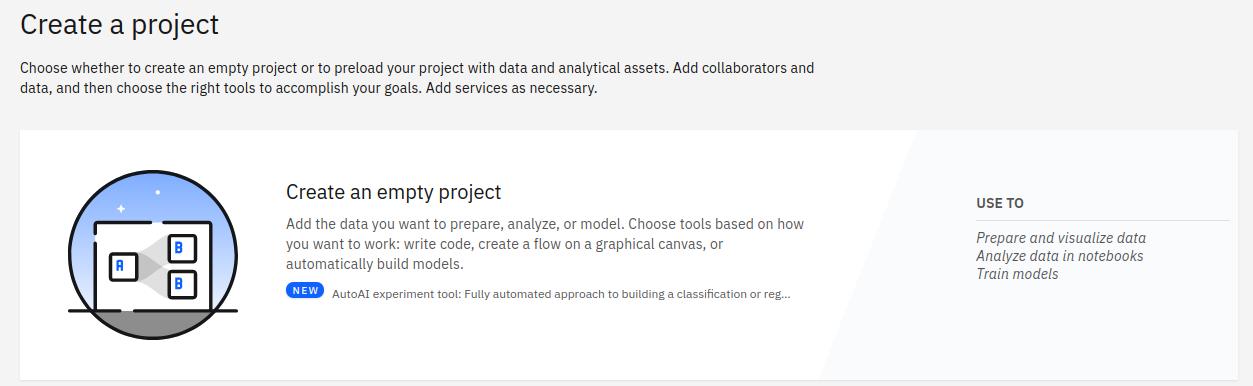 Create a project
Choose whether to create an empty project or to preload your project with data and analytical assets. Add collaborators and
data, and then choose the right tools to accomplish your goals. Add services as necessary.
A
B
B
Create an empty project
Add the data you want to prepare, analyze, or model. Choose tools based on how
you want to work: write code, create a flow on a graphical canvas, or
automatically build models.
NEW AutoAI experiment tool: Fully automated approach to building a classification or reg...
USE TO
Prepare and visualize data
Analyze data in notebooks
Train models